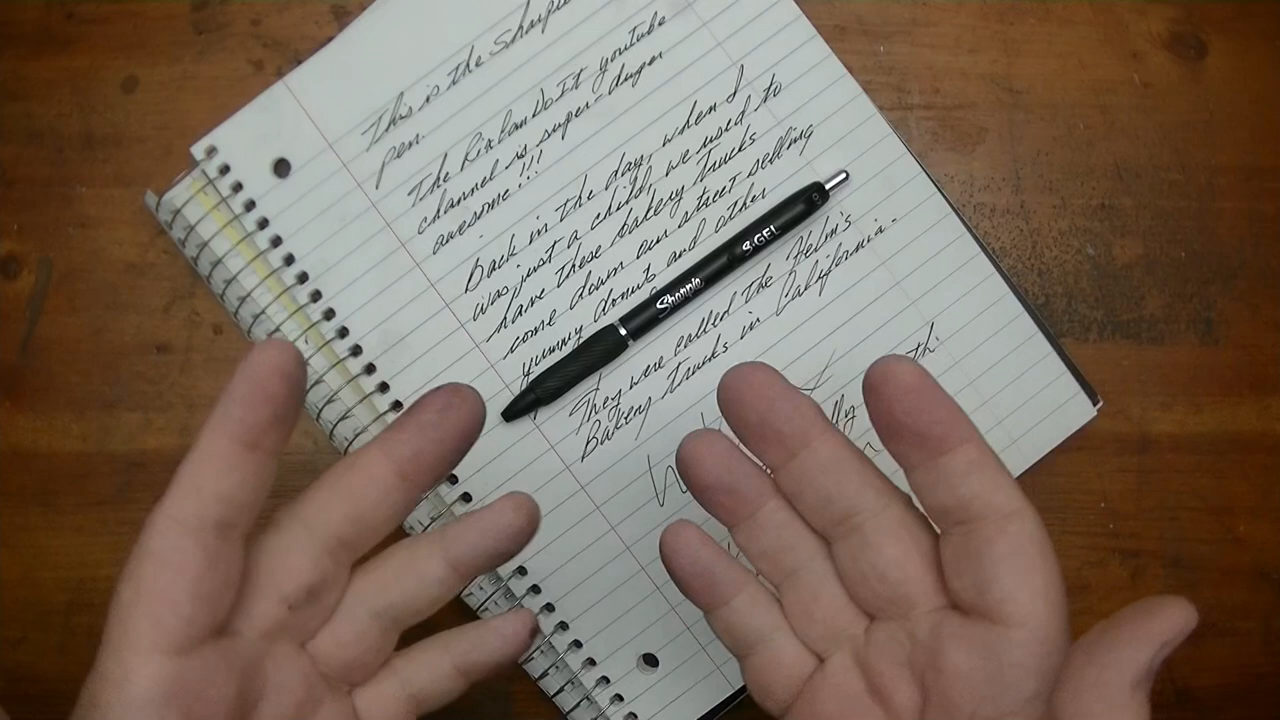 This is the Sharpie
pen.
The RixCanDoIt youtube
channel is super-duper
awesome!!!
Back in the day, when I
was just a child, we used to
have these bakery trucks
come down our street selling
yummy donuts and other
They were called the Helm's
Bakery trucks in California.
Sharpie S·GEL